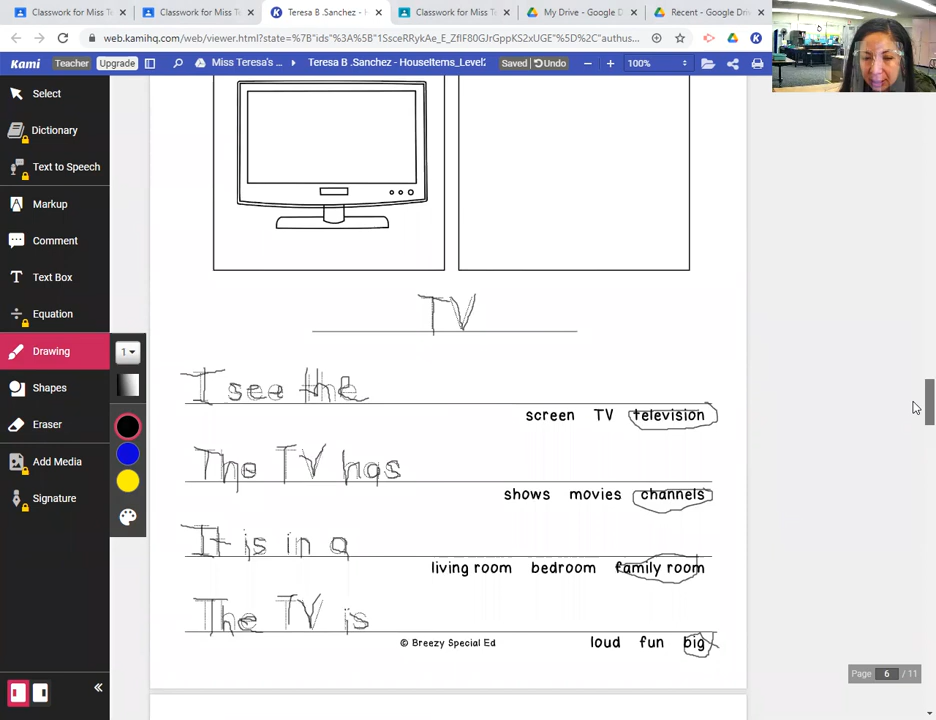 Classwork for Miss T
Classwork for Miss T
Teresa B .Sanchez - H
Classwork for Miss Te
My Drive - Google D
Recent - Google Driv
web.kamihq.com/web/viewer.html?state=%7B"ids"%3A%5B"1SsceRRykAe_E_ZfIF80GJrGmgpKS2xUGE"%5D%2C"action
Kami
Teacher
Upgrade
Miss Teresa's ...
Teresa B .Sanchez - HouseItems_Level2
Saved
Undo
100%
Select
Dictionary
Text to Speech
Markup
Comment
Text Box
Equation
Drawing
Shapes
Eraser
Add Media
Signature
1
TV
I see the
screen TV television
The TV has
shows movies channels
It is in a
living room bedroom family room
The TV is
© Breezy Special Ed
loud fun big
Page 6 / 11